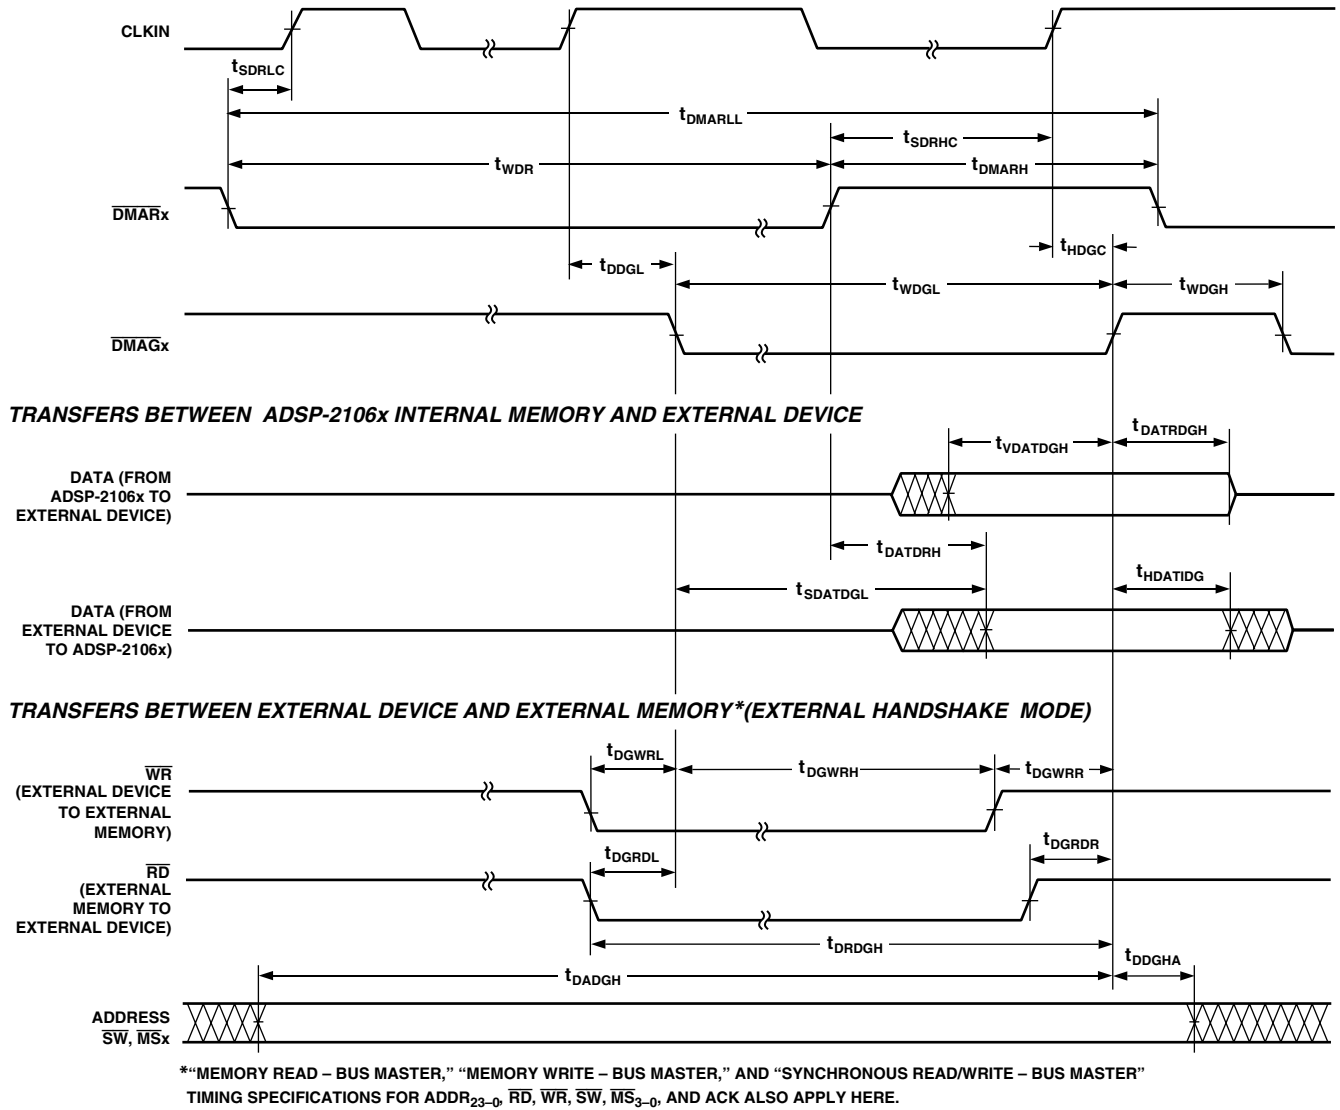 CLKIN
tSDRLC
tDMARLL
tSDRHC
tWDR
tDMARH
DMARx
tHDGC
tDDGL
tWDGL
tWDGH
DMAGx
TRANSFERS BETWEEN ADSP-2106x INTERNAL MEMORY AND EXTERNAL DEVICE
tVDATDGH
tDATRDGH
DATA (FROM
ADSP-2106x TO
EXTERNAL DEVICE)
tDATDRH
tSDATDGL
tHDATIDG
DATA (FROM
EXTERNAL DEVICE
TO ADSP-2106x)
TRANSFERS BETWEEN EXTERNAL DEVICE AND EXTERNAL MEMORY*(EXTERNAL HANDSHAKE MODE)
tDGWRL
tDGWRH
tDGWRR
WR
(EXTERNAL DEVICE
TO EXTERNAL
MEMORY)
tDGRDL
tDGRDR
RD
(EXTERNAL
MEMORY TO
EXTERNAL DEVICE)
tDRDGH
tDADGH
tDDGHA
ADDRESS
SW, MSx
*“MEMORY READ – BUS MASTER,” “MEMORY WRITE – BUS MASTER,” AND “SYNCHRONOUS READ/WRITE – BUS MASTER”
TIMING SPECIFICATIONS FOR ADDR23–0, RD, WR, SW, MS3–0, AND ACK ALSO APPLY HERE.